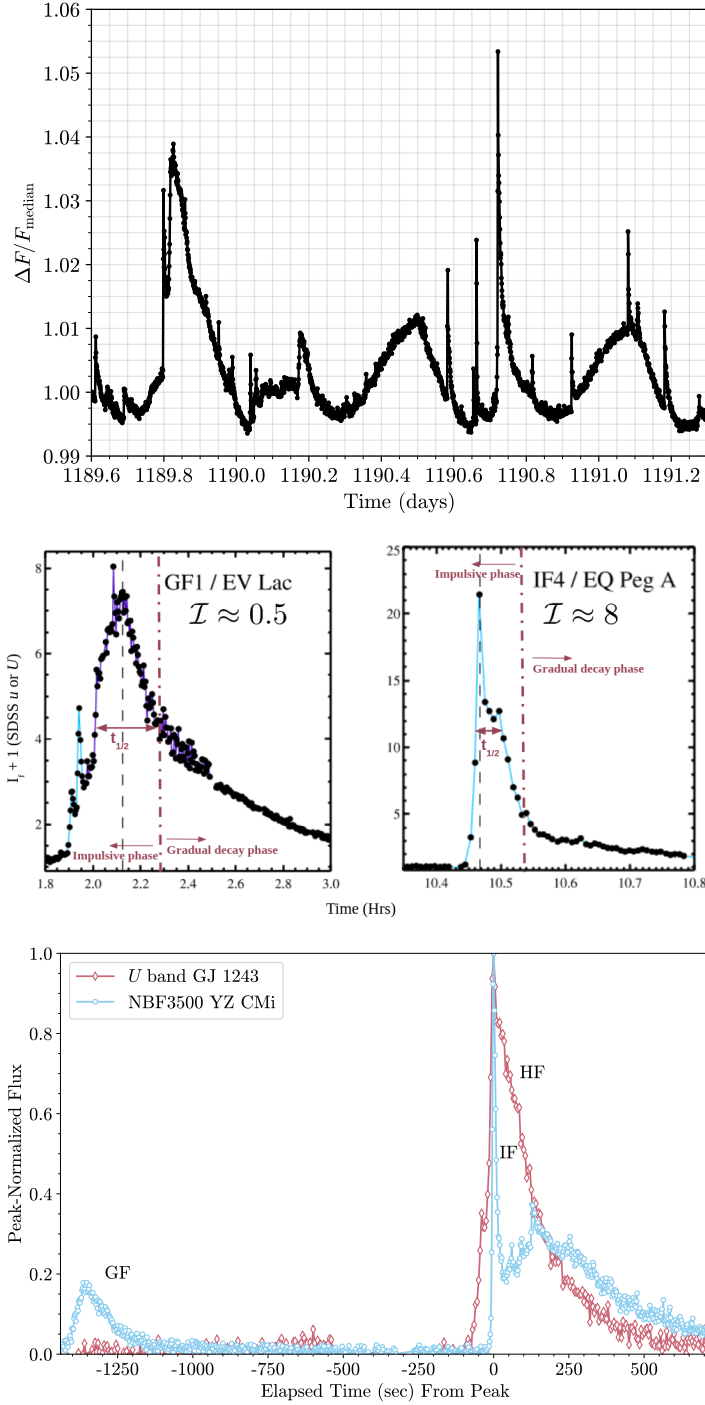 1.06
1.05
1.04
1.03
1.02
1.01
1.00
0.99
ΔF/F_median
1189.6 1189.8 1190.0 1190.2 1190.4 1190.6 1190.8 1191.0 1191.2
Time (days)
8
6
4
2
I_f + 1 (SDSS u or U)
GF1 / EV Lac
I ≈ 0.5
t_1/2
Impulsive phase
Gradual decay phase
1.8 2.0 2.2 2.4 2.6 2.8 3.0
25
20
15
10
5
Impulsive phase
IF4 / EQ Peg A
I ≈ 8
Gradual decay phase
t_1/2
10.4 10.5 10.6 10.7 10.8
Time (Hrs)
1.0
0.8
0.6
0.4
0.2
0.0
Peak-Normalized Flux
U band GJ 1243
NBF3500 YZ CMi
HF
IF
GF
-1250 -1000 -750 -500 -250 0 250 500
Elapsed Time (sec) From Peak